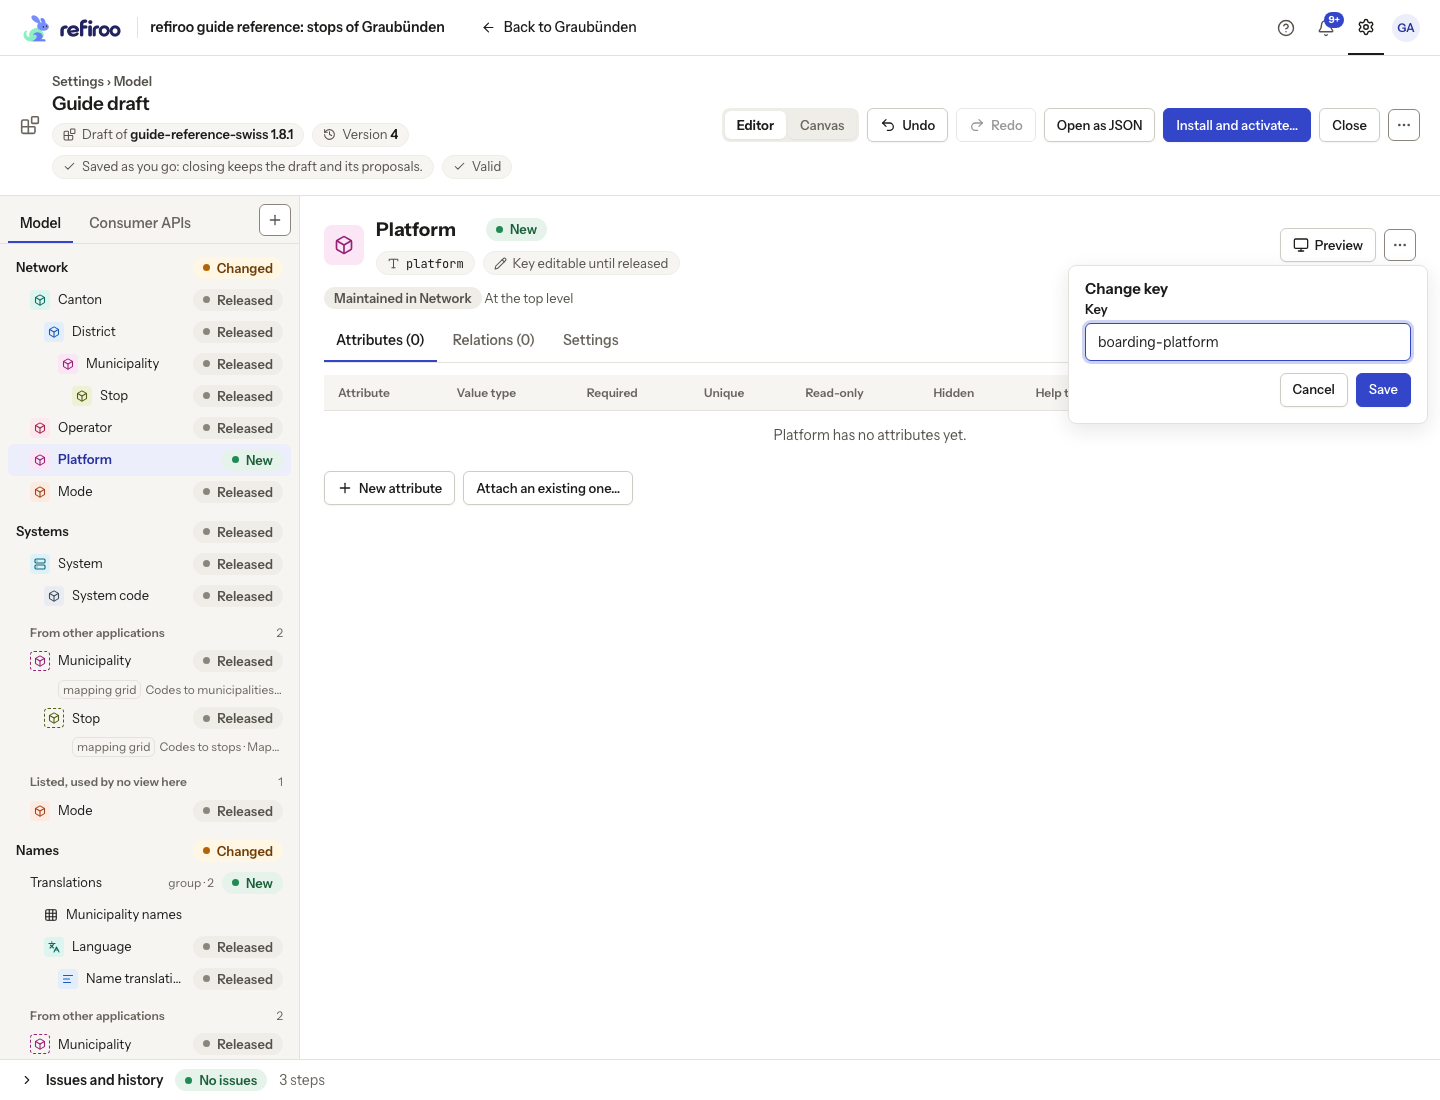 refiroo
refiroo guide reference: stops of Graubünden
Back to Graubünden
9+
GA
Settings › Model
Guide draft
Draft of guide-reference-swiss 1.8.1
Version 4
Saved as you go: closing keeps the draft and its proposals.
Valid
Editor
Canvas
Undo
Redo
Open as JSON
Install and activate...
Close
Model
Consumer APIs
Network
Changed
Canton
Released
District
Released
Municipality
Released
Stop
Released
Operator
Released
Platform
New
Mode
Released
Systems
Released
System
Released
System code
Released
From other applications
2
Municipality
Released
mapping grid
Codes to municipalities...
Stop
Released
mapping grid
Codes to stops · Map...
Listed, used by no view here
1
Mode
Released
Names
Changed
Translations
group · 2
New
Municipality names
Language
Released
Name translati...
Released
From other applications
2
Municipality
Released
Platform
New
platform
Key editable until released
Maintained in Network
At the top level
Preview
Attributes (0)
Relations (0)
Settings
Attribute
Value type
Required
Unique
Read-only
Hidden
Help t
Platform has no attributes yet.
New attribute
Attach an existing one...
Change key
Key
boarding-platform
Cancel
Save
Issues and history
No issues
3 steps